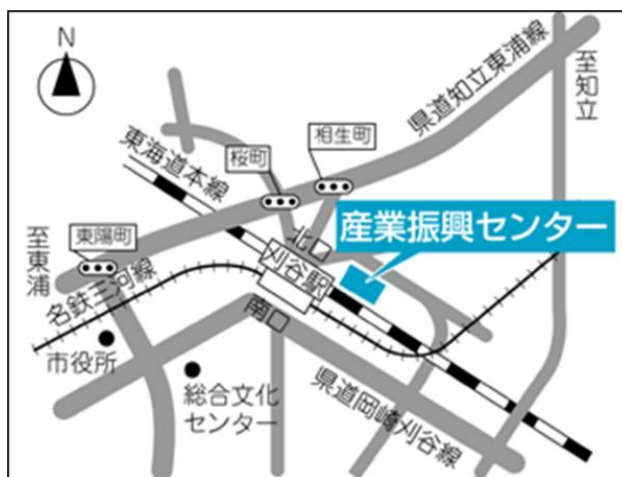 N
県道知立東浦線
至知立
相生町
桜町
東海道本線
産業振興センター
北口
刈谷駅
東陽町
至東浦
名鉄三河線
南口
市役所
総合文化
センター
県道岡崎刈谷線